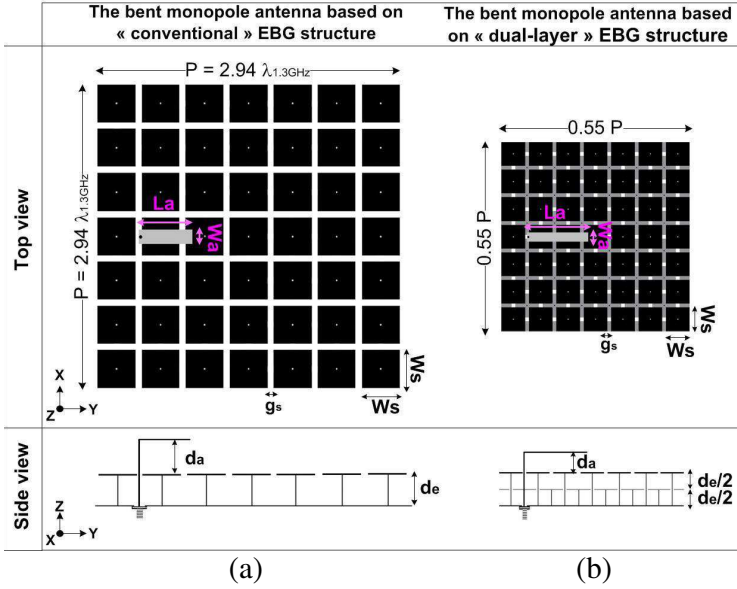 The bent monopole antenna based on
« conventional » EBG structure
The bent monopole antenna based
on « dual-layer » EBG structure
Top view
P = 2.94 λ1.3GHz
P = 2.94 λ1.3GHz
La
Wa
Ws
gs
Ws
X
Z
Y
0.55 P
0.55 P
La
Wa
Ws
gs
Ws
Side view
da
de
Z
X
Y
da
de/2
de/2
(a)
(b)